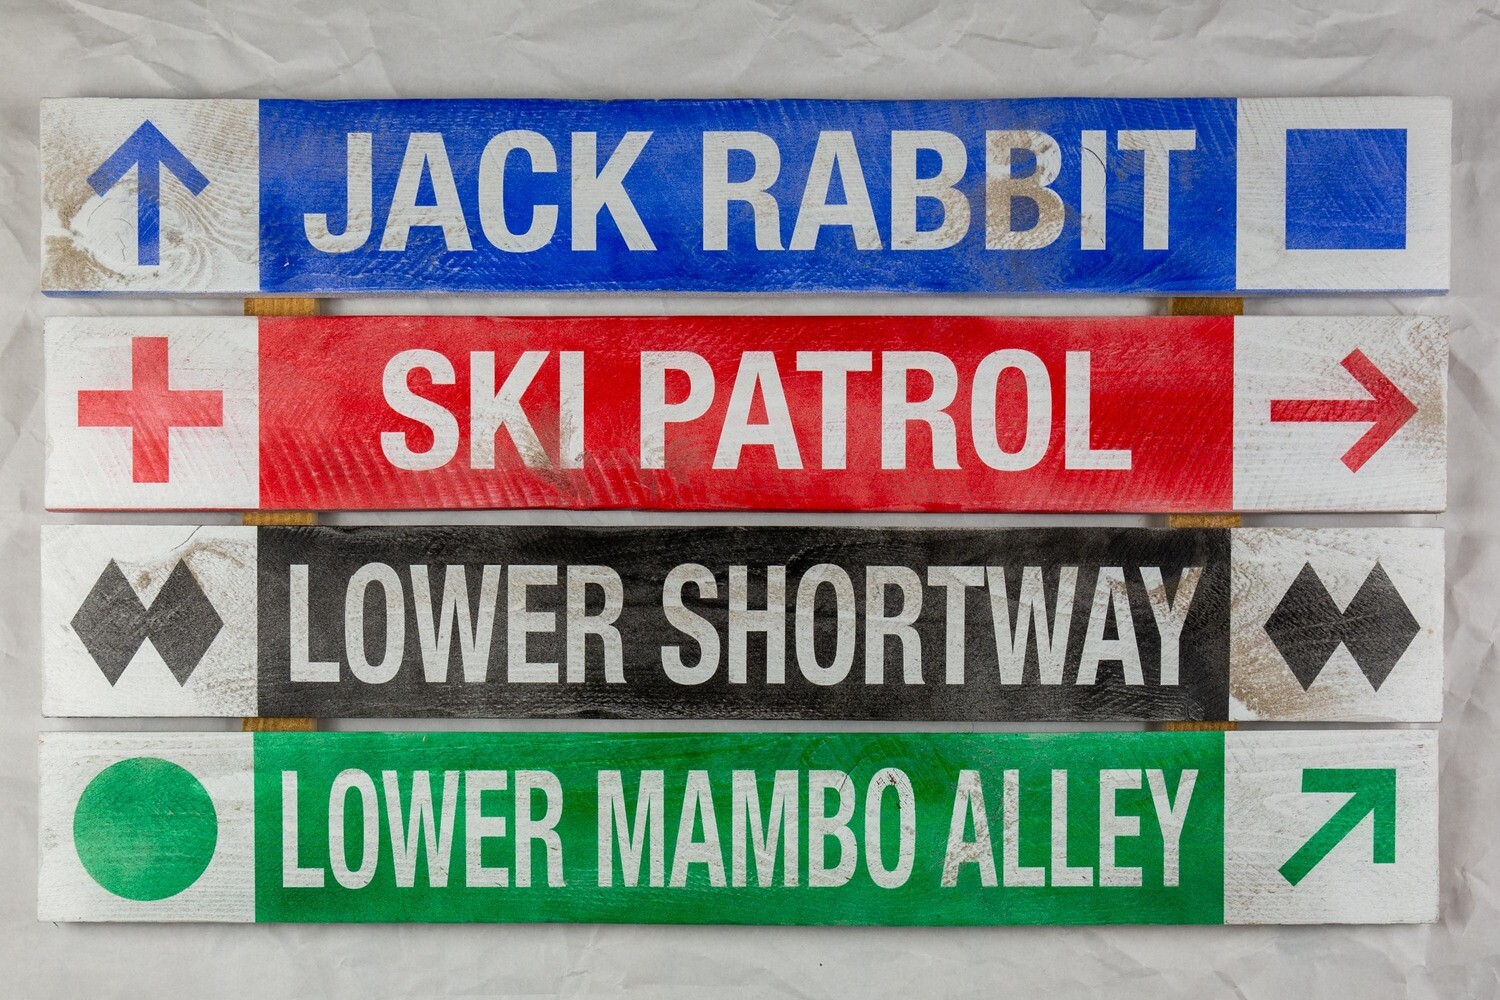 JACK RABBIT
SKI PATROL
LOWER SHORTWAY
LOWER MAMBO ALLEY